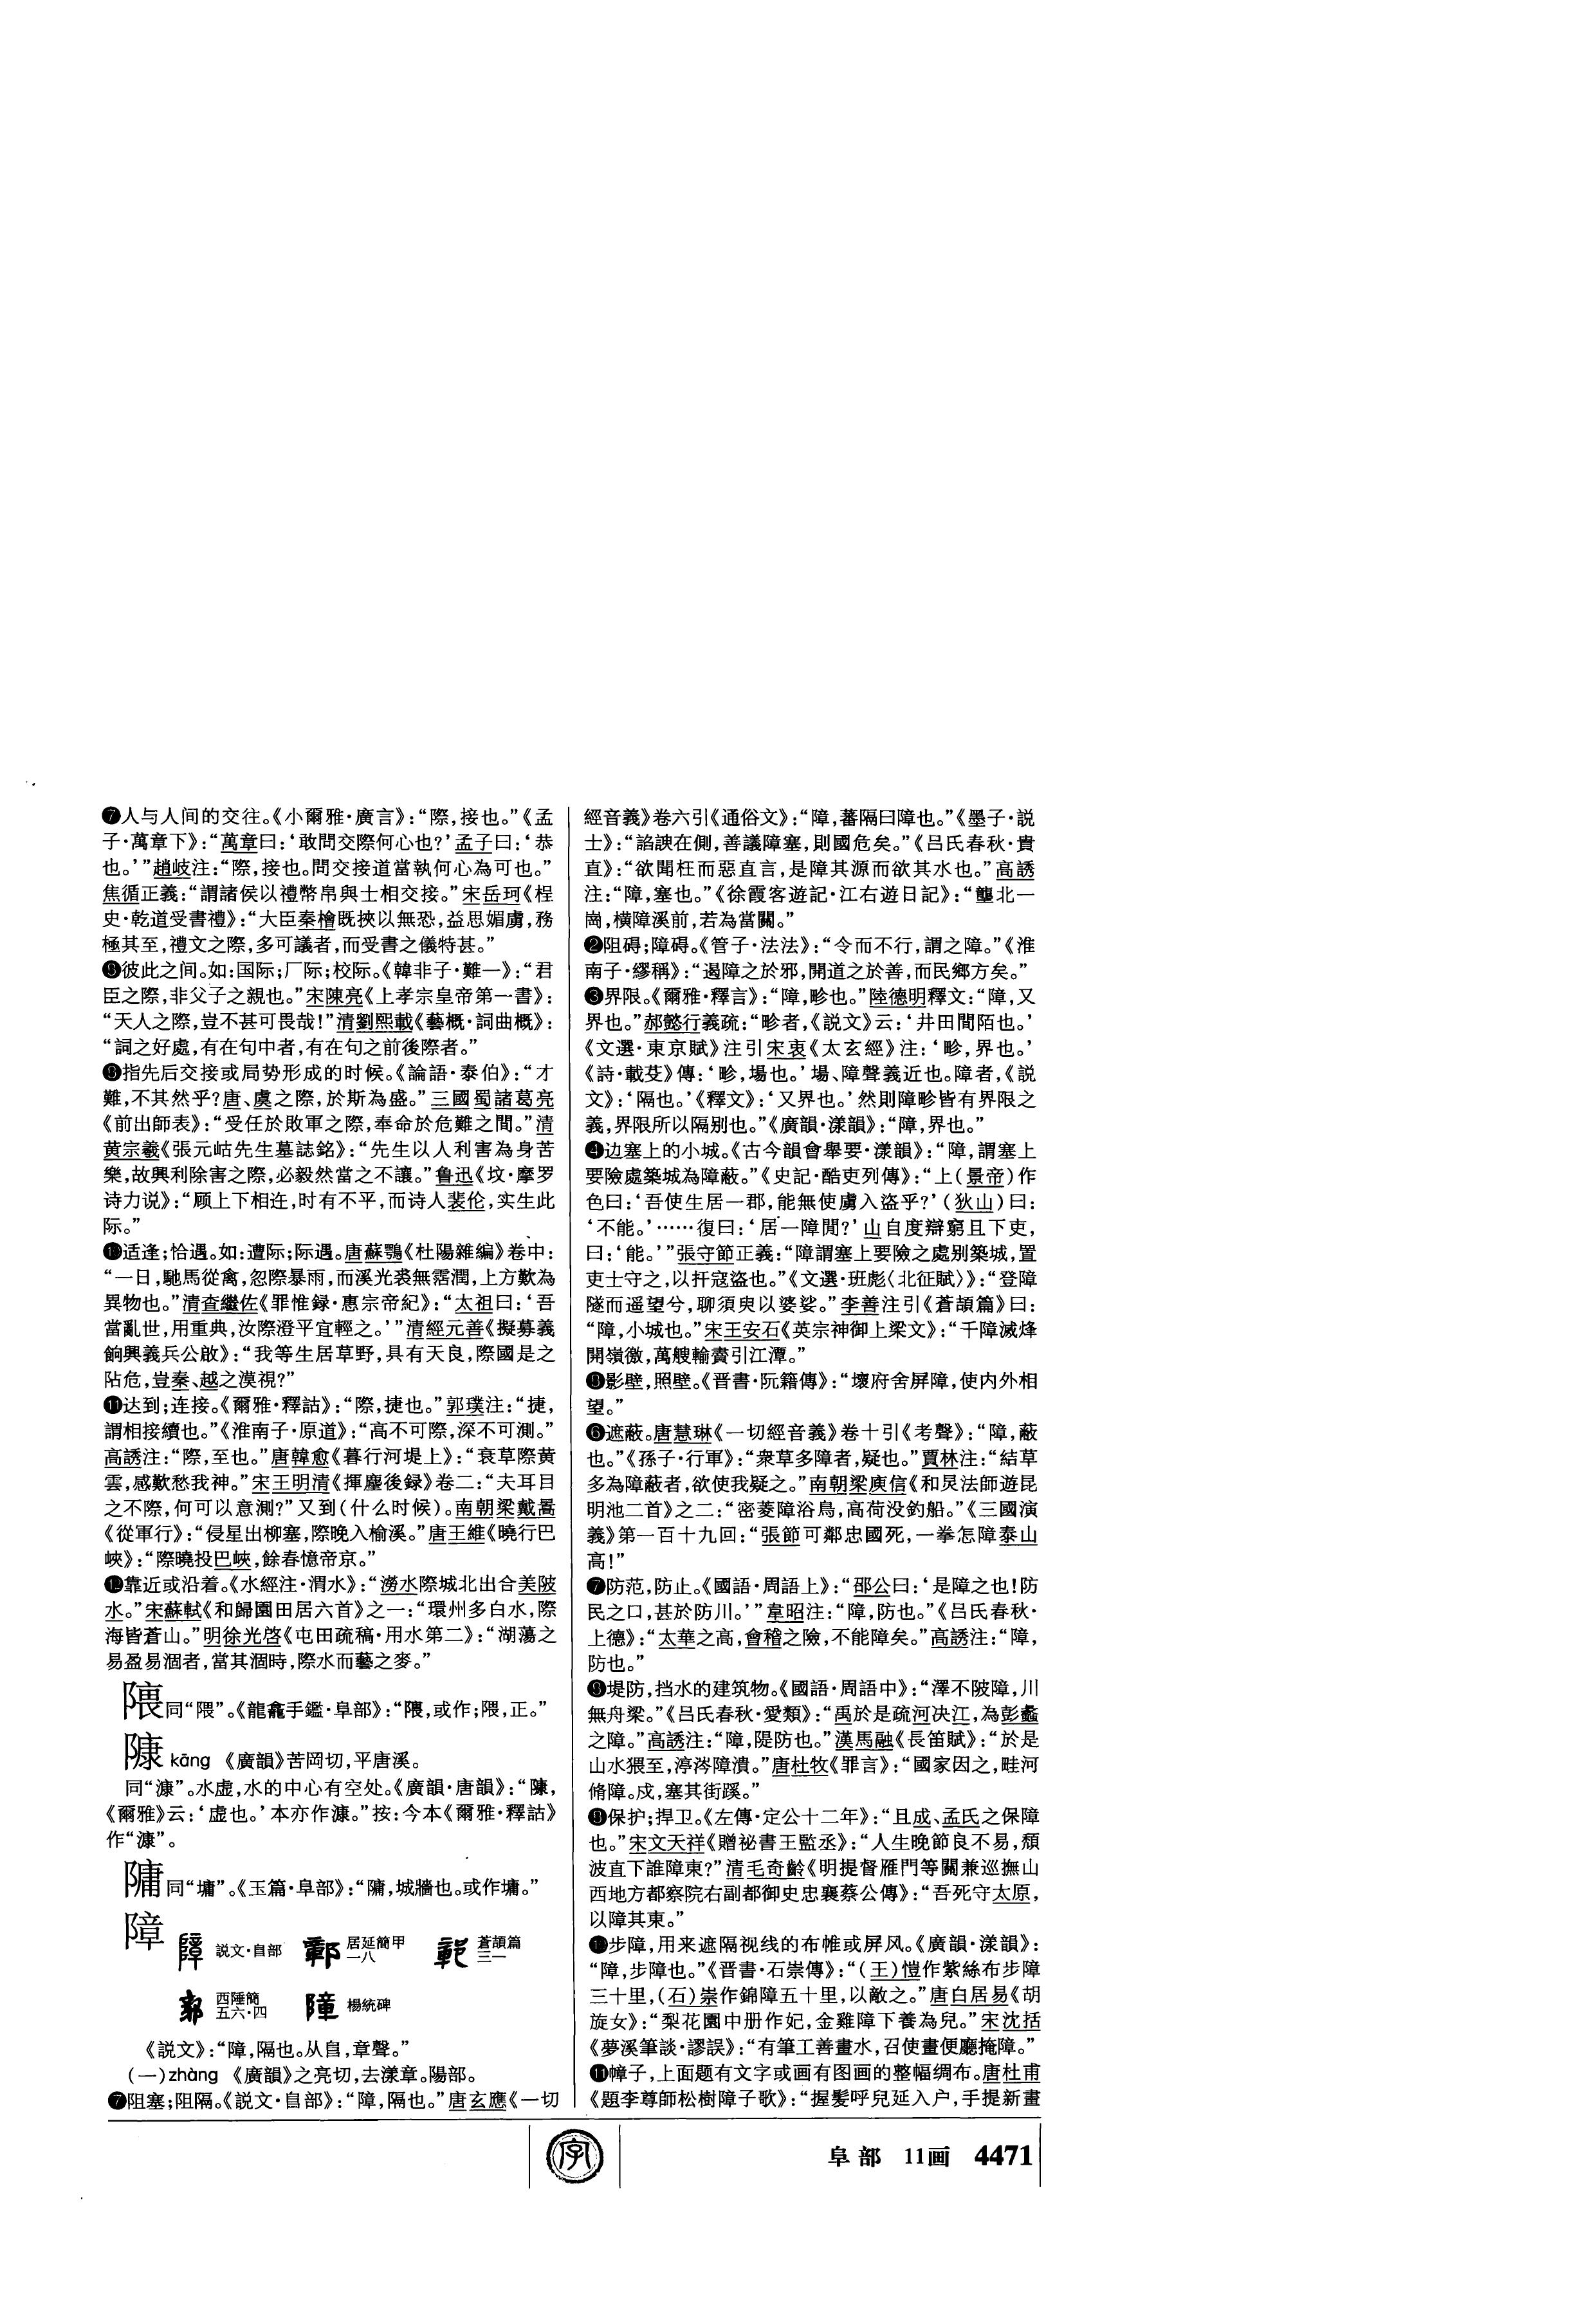 ❼人与人间的交往。《小爾雅·廣言》：“際，接也。”《孟
子·萬章下》：“萬章曰：‘敢問交際何心也？’孟子曰：‘恭
也。’”趙岐注：“際，接也。問交接道當執何心為可也。”
焦循正義：“謂諸侯以禮幣帛與士相交接。”宋岳珂《桯
史·乾道受書禮》：“大臣秦檜既挾以無恐，益思媚虜，務
極其至，禮文之際，多可議者，而受書之儀特甚。”
❽彼此之间。如：国际；厂际；校际。《韓非子·難一》：“君
臣之際，非父子之親也。”宋陳亮《上孝宗皇帝第一書》：
“天人之際，豈不甚可畏哉！”清劉熙載《藝概·詞曲概》：
“詞之好處，有在句中者，有在句之前後際者。”
❾指先后交接或局势形成的时候。《論語·泰伯》：“才
難，不其然乎？唐、虞之際，於斯為盛。”三國蜀諸葛亮
《前出師表》：“受任於敗軍之際，奉命於危難之間。”清
黄宗羲《張元岵先生墓誌銘》：“先生以人利害為身苦
樂，故興利除害之際，必毅然當之不讓。”鲁迅《坟·摩罗
诗力说》：“顾上下相迕，时有不平，而诗人裴伦，实生此
际。”
❿适逢；恰遇。如：遭际；际遇。唐蘇鶚《杜陽雜編》卷中：
“一日，馳馬從禽，忽際暴雨，而溪光裘無霑潤，上方歎為
異物也。”清查繼佐《罪惟録·惠宗帝紀》：“太祖曰：‘吾
當亂世，用重典，汝際澄平宜輕之。’”清經元善《擬募義
餉興義兵公啟》：“我等生居草野，具有天良，際國是之
阽危，豈秦、越之漠視？”
⓫达到；连接。《爾雅·釋詁》：“際，捷也。”郭璞注：“捷，
謂相接續也。”《淮南子·原道》：“高不可際，深不可測。”
高誘注：“際，至也。”唐韓愈《暮行河堤上》：“衰草際黄
雲，感歎愁我神。”宋王明清《揮麈後録》卷二：“夫耳目
之不際，何可以意測？”又到（什么时候）。南朝梁戴暠
《從軍行》：“侵星出柳塞，際晚入榆溪。”唐王維《曉行巴
峽》：“際曉投巴峽，餘春憶帝京。”
⓬靠近或沿着。《水經注·渭水》：“澇水際城北出合美陂
水。”宋蘇軾《和歸園田居六首》之一：“環州多白水，際
海皆蒼山。”明徐光啓《屯田疏稿·用水第二》：“湖蕩之
易盈易涸者，當其涸時，際水而藝之麥。”
同“隈”。《龍龕手鑑·阜部》：“，或作；隈，正。”
𨻷 kāng 《廣韻》苦岡切，平唐溪。
同“漮”。水虚，水的中心有空处。《廣韻·唐韻》：“𨻷，
《爾雅》云：‘虚也。’本亦作漮。”按：今本《爾雅·釋詁》
作“漮”。
𨻫同“墉”。《玉篇·阜部》：“𨻫，城牆也。或作墉。”
障 説文·𨸏部 居延簡甲一八 蒼頡篇三一
西陲簡五六·四 楊統碑
《説文》：“障，隔也。从𨸏，章聲。”
（一）zhàng 《廣韻》之亮切，去漾章。陽部。
❼阻塞；阻隔。《説文·𨸏部》：“障，隔也。”唐玄應《一切
經音義》卷六引《通俗文》：“障，蕃隔曰障也。”《墨子·説
士》：“諂諛在側，善議障塞，則國危矣。”《吕氏春秋·貴
直》：“欲聞枉而惡直言，是障其源而欲其水也。”高誘
注：“障，塞也。”《徐霞客遊記·江右遊日記》：“壟北一
崗，横障溪前，若為當關。”
❷阻碍；障碍。《管子·法法》：“令而不行，謂之障。”《淮
南子·繆稱》：“遏障之於邪，開道之於善，而民鄉方矣。”
❸界限。《爾雅·釋言》：“障，畛也。”陸德明釋文：“障，又
界也。”郝懿行義疏：“畛者，《説文》云：‘井田間陌也。’
《文選·東京賦》注引宋衷《太玄經》注：‘畛，界也。’
《詩·載芟》傳：‘畛，埸也。’埸、障聲義近也。障者，《説
文》：‘隔也。’《釋文》：‘又界也。’然則障畛皆有界限之
義，界限所以隔别也。”《廣韻·漾韻》：“障，界也。”
❹边塞上的小城。《古今韻會舉要·漾韻》：“障，謂塞上
要險處築城為障蔽。”《史記·酷吏列傳》：“上（景帝）作
色曰：‘吾使生居一郡，能無使虜入盜乎？’（狄山）曰：
‘不能。’……復曰：‘居一障閒？’山自度辯窮且下吏，
曰：‘能。’”張守節正義：“障謂塞上要險之處别築城，置
吏士守之，以扞寇盜也。”《文選·班彪〈北征賦〉》：“登障
隧而遥望兮，聊須臾以婆娑。”李善注引《蒼頡篇》曰：
“障，小城也。”宋王安石《英宗神御上梁文》：“千障滅烽
開嶺徼，萬艘輸賮引江潭。”
❺影壁，照壁。《晋書·阮籍傳》：“壞府舍屏障，使内外相
望。”
❻遮蔽。唐慧琳《一切經音義》卷十引《考聲》：“障，蔽
也。”《孫子·行軍》：“衆草多障者，疑也。”賈林注：“結草
多為障蔽者，欲使我疑之。”南朝梁庾信《和炅法師遊昆
明池二首》之二：“密菱障浴鳥，高荷没釣船。”《三國演
義》第一百十九回：“張節可鄰忠國死，一拳怎障泰山
高！”
❼防范，防止。《國語·周語上》：“邵公曰：‘是障之也！防
民之口，甚於防川。’”韋昭注：“障，防也。”《吕氏春秋·
上德》：“太華之高，會稽之險，不能障矣。”高誘注：“障，
防也。”
❽堤防，挡水的建筑物。《國語·周語中》：“澤不陂障，川
無舟梁。”《吕氏春秋·愛類》：“禹於是疏河决江，為彭蠡
之障。”高誘注：“障，隄防也。”漢馬融《長笛賦》：“於是
山水猥至，渟涔障潰。”唐杜牧《罪言》：“國家因之，畦河
脩障。戍，塞其街蹊。”
❾保护；捍卫。《左傳·定公十二年》：“且成、孟氏之保障
也。”宋文天祥《贈祕書王監丞》：“人生晚節良不易，頹
波直下誰障東？”清毛奇齡《明提督雁門等關兼巡撫山
西地方都察院右副都御史忠襄蔡公傳》：“吾死守太原，
以障其東。”
❿步障，用来遮隔视线的布帷或屏风。《廣韻·漾韻》：
“障，步障也。”《晋書·石崇傳》：“（王）愷作紫絲布步障
三十里，（石）崇作錦障五十里，以敵之。”唐白居易《胡
旋女》：“梨花園中册作妃，金雞障下養為兒。”宋沈括
《夢溪筆談·謬誤》：“有筆工善畫水，召使畫便廳掩障。”
⓫幛子，上面题有文字或画有图画的整幅绸布。唐杜甫
《題李尊師松樹障子歌》：“握髪呼兒延入户，手提新畫
字
阜部 11画 4471